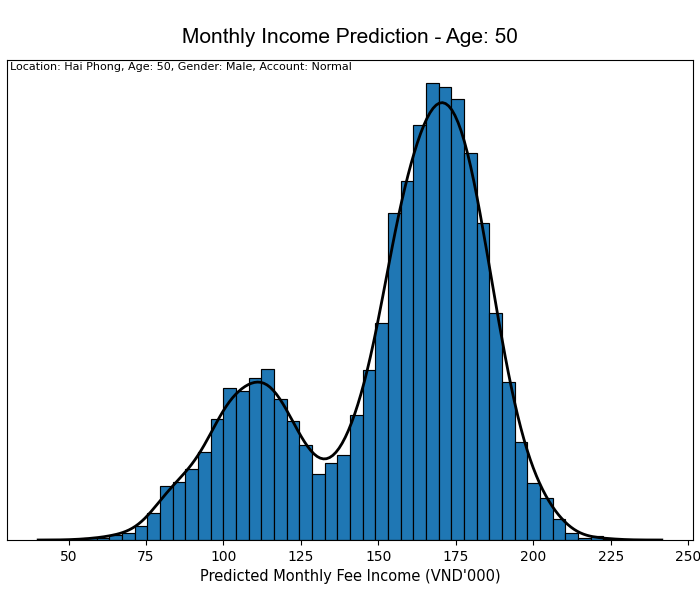 Monthly Income Prediction - Age: 50
Location: Hai Phong, Age: 50, Gender: Male, Account: Normal
50 75 100 125 150 175 200 225 250
Predicted Monthly Fee Income (VND'000)